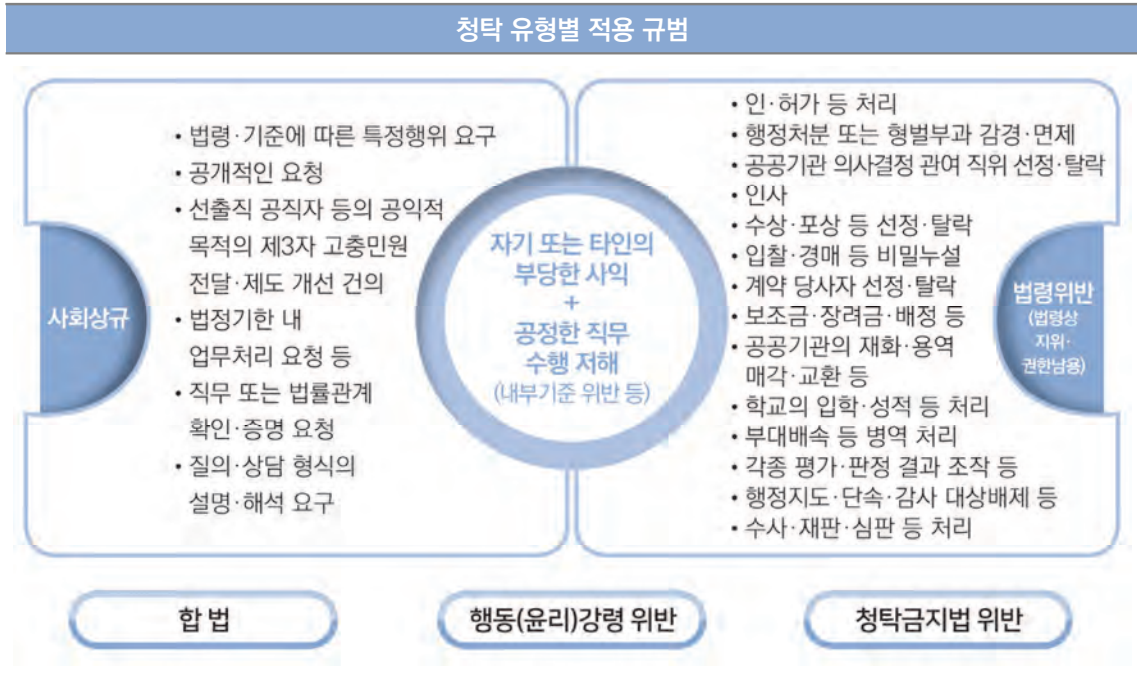 청탁 유형별 적용 규범
사회상규
• 법령·기준에 따른 특정행위 요구
• 공개적인 요청
• 선출직 공직자 등의 공익적
목적의 제3자 고충민원
전달·제도 개선 건의
• 법정기한 내
업무처리 요청 등
• 직무 또는 법률관계
확인·증명 요청
• 질의·상담 형식의
설명·해석 요구
자기 또는 타인의
부당한 사익
+
공정한 직무
수행 저해
(내부기준 위반 등)
• 인·허가 등 처리
• 행정처분 또는 형벌부과 감경·면제
• 공공기관 의사결정 관여 직위 선정·탈락
• 인사
• 수상·포상 등 선정·탈락
• 입찰·경매 등 비밀누설
• 계약 당사자 선정·탈락
• 보조금·장려금·배정 등
• 공공기관의 재화·용역
매각·교환 등
• 학교의 입학·성적 등 처리
• 부대배속 등 병역 처리
• 각종 평가·판정 결과 조작 등
• 행정지도·단속·감사 대상배제 등
• 수사·재판·심판 등 처리
법령위반
(법령상
지위·
권한남용)
합 법
행동(윤리)강령 위반
청탁금지법 위반